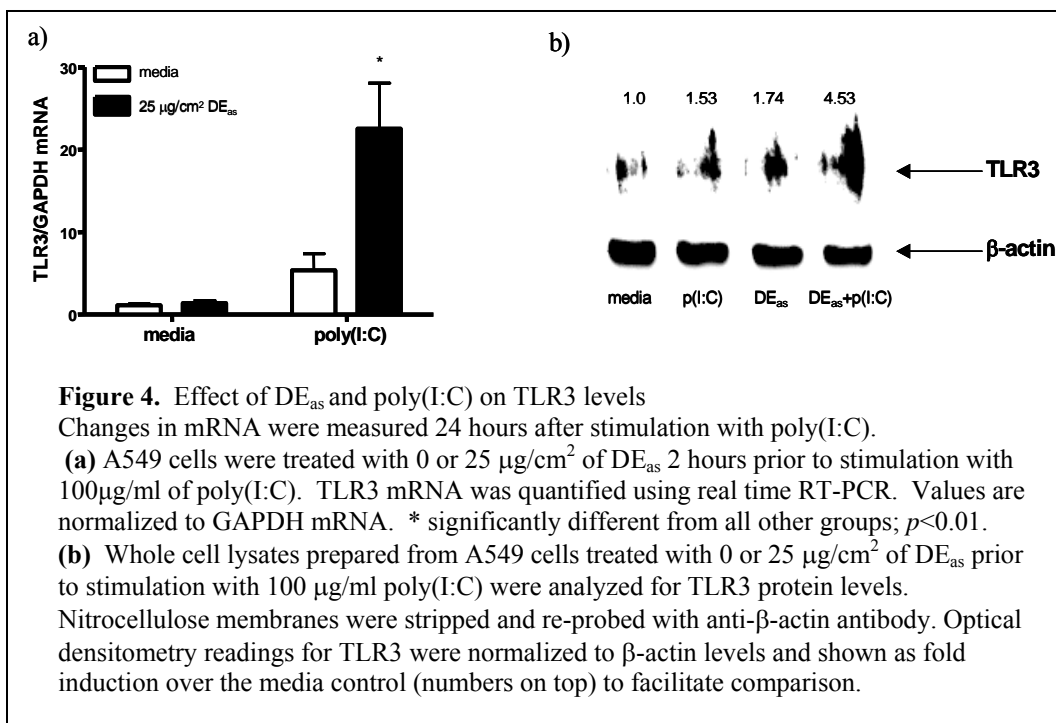 a)
30
20
10
0
TLR3/GAPDH mRNA
media
25 μg/cm² DEas
*
media
poly(I:C)
b)
1.0 1.53 1.74 4.53
TLR3
β-actin
media p(I:C) DEas DEas+p(I:C)
Figure 4. Effect of DEas and poly(I:C) on TLR3 levels
Changes in mRNA were measured 24 hours after stimulation with poly(I:C).
(a) A549 cells were treated with 0 or 25 μg/cm² of DEas 2 hours prior to stimulation with
100μg/ml of poly(I:C). TLR3 mRNA was quantified using real time RT-PCR. Values are
normalized to GAPDH mRNA. * significantly different from all other groups; p<0.01.
(b) Whole cell lysates prepared from A549 cells treated with 0 or 25 μg/cm² of DEas prior
to stimulation with 100 μg/ml poly(I:C) were analyzed for TLR3 protein levels.
Nitrocellulose membranes were stripped and re-probed with anti-β-actin antibody. Optical
densitometry readings for TLR3 were normalized to β-actin levels and shown as fold
induction over the media control (numbers on top) to facilitate comparison.